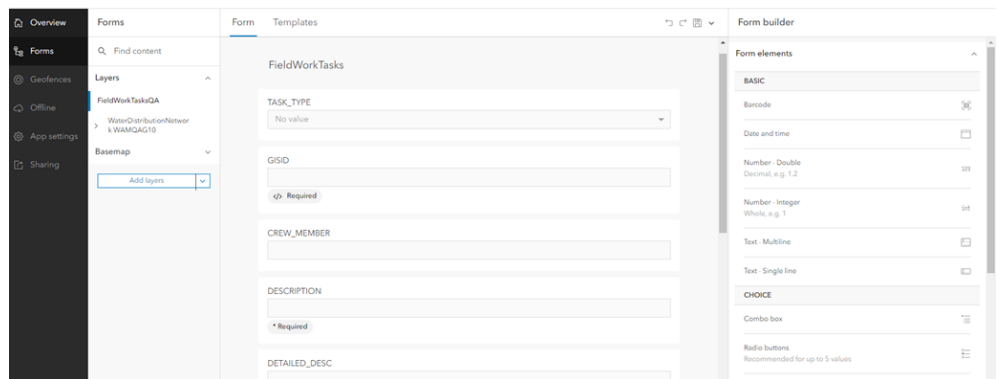 Overview
Forms
Geofences
Offline
App settings
Sharing
Forms
Find content
Layers
FieldWorkTasksQA
WaterDistributionNetwor
k WAMQAG10
Basemap
Add layers
Form
Templates
FieldWorkTasks
TASK_TYPE
No value
GISID
</> Required
CREW_MEMBER
DESCRIPTION
* Required
DETAILED_DESC
Form builder
Form elements
BASIC
Barcode
Date and time
Number - Double
Decimal, e.g. 1.2
123
Number - Integer
Whole, e.g. 1
int
Text - Multiline
Text - Single line
CHOICE
Combo box
Radio buttons
Recommended for up to 5 values